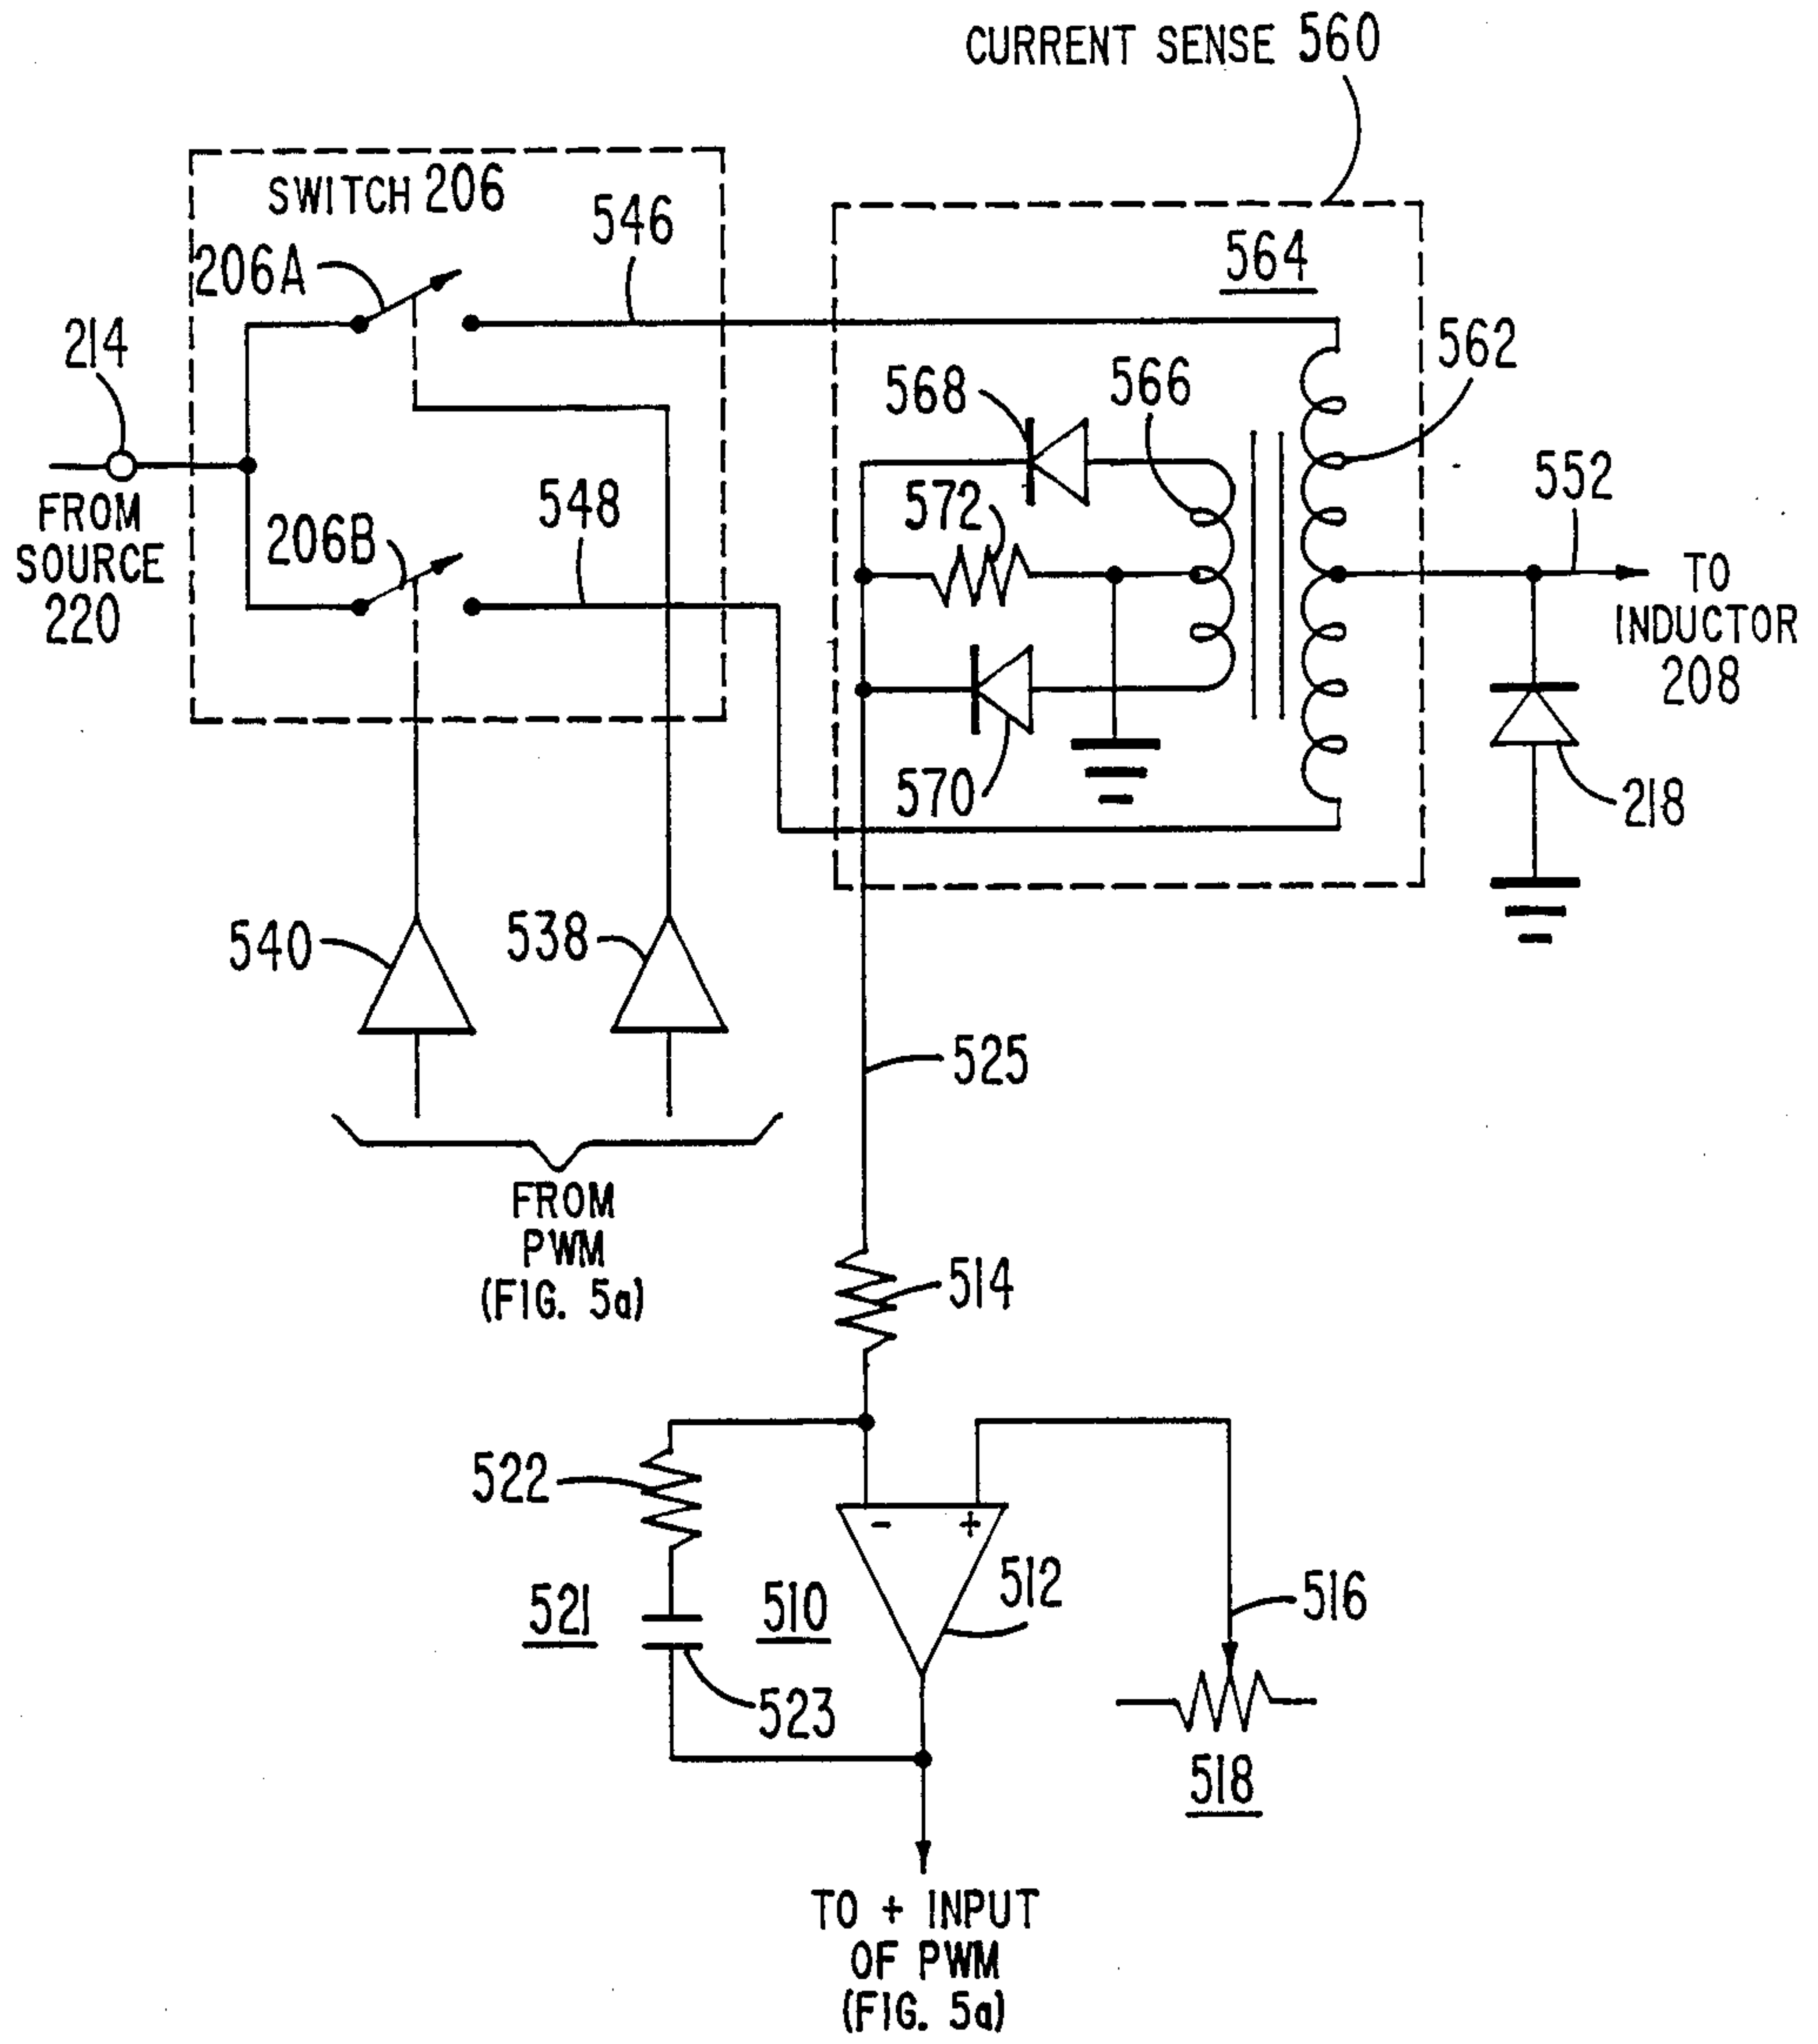 CURRENT SENSE 560
SWITCH 206
546
564
206A
214
562
568
566
572
552
548
206B
FROM
SOURCE
220
TO
INDUCTOR
208
570
218
540
538
525
FROM
PWM
(FIG. 5a)
514
522
- +
512
521
510
516
523
518
TO + INPUT
OF PWM
(FIG. 5a)